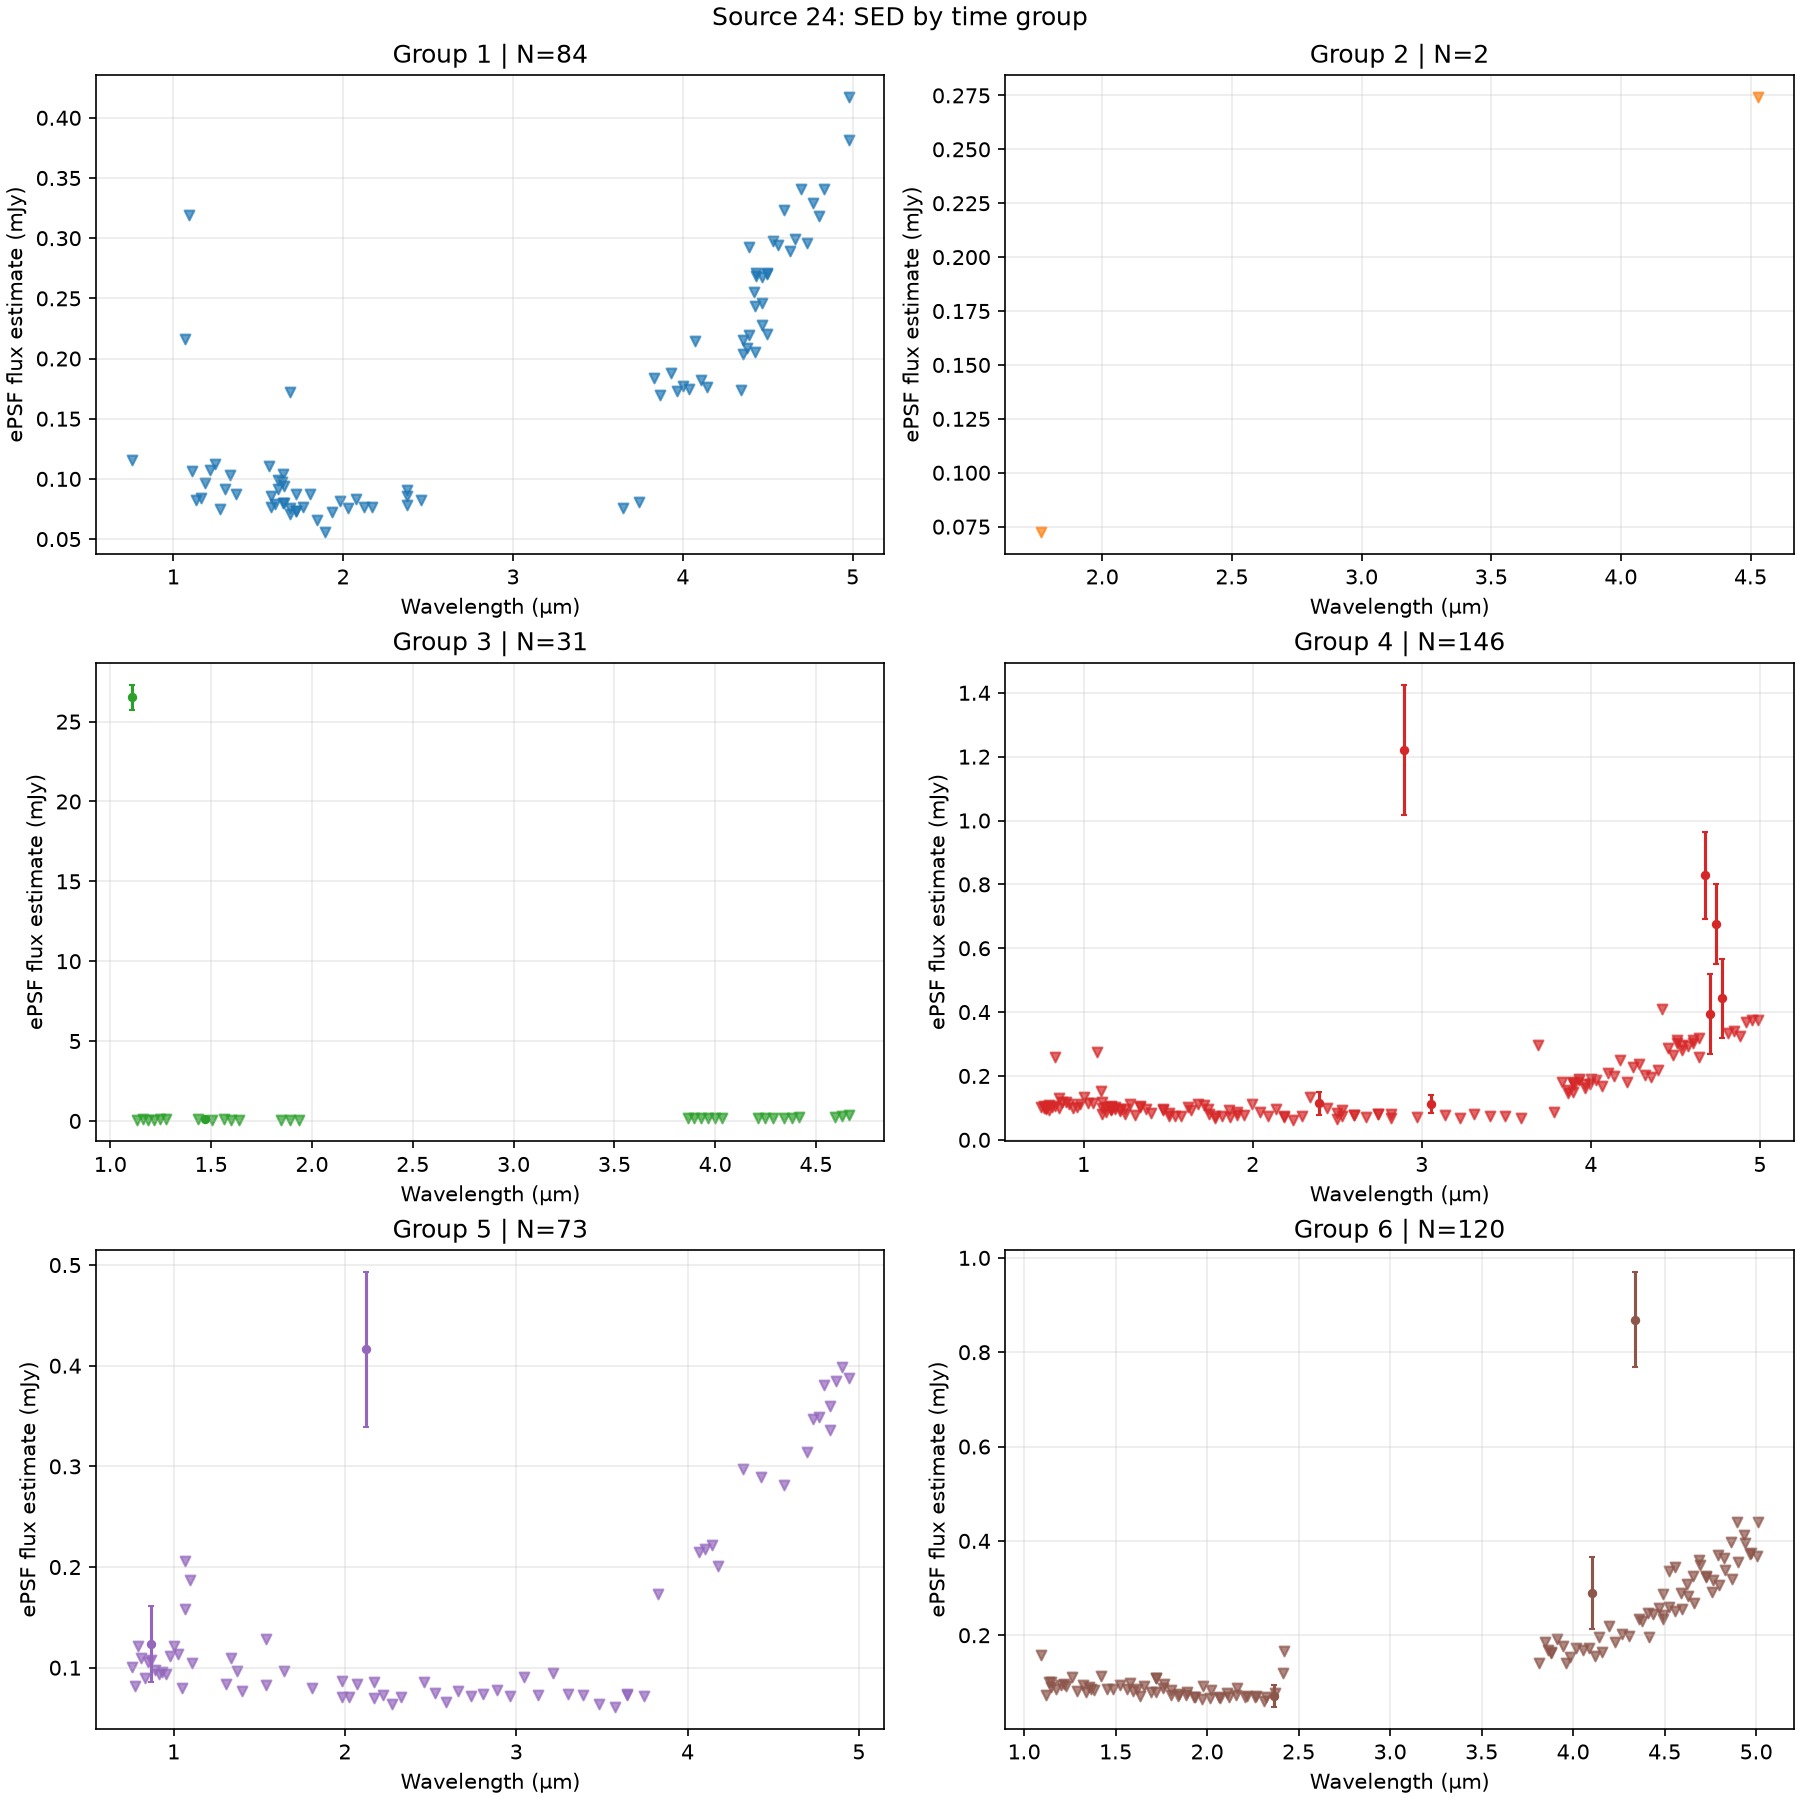 Source 24: SED by time group
Group 1 | N=84
ePSF flux estimate (mJy)
0.40
0.35
0.30
0.25
0.20
0.15
0.10
0.05
1 2 3 4 5
Wavelength (μm)
Group 2 | N=2
ePSF flux estimate (mJy)
0.275
0.250
0.225
0.200
0.175
0.150
0.125
0.100
0.075
2.0 2.5 3.0 3.5 4.0 4.5
Wavelength (μm)
Group 3 | N=31
ePSF flux estimate (mJy)
25
20
15
10
5
0
1.0 1.5 2.0 2.5 3.0 3.5 4.0 4.5
Wavelength (μm)
Group 4 | N=146
ePSF flux estimate (mJy)
1.4
1.2
1.0
0.8
0.6
0.4
0.2
0.0
1 2 3 4 5
Wavelength (μm)
Group 5 | N=73
ePSF flux estimate (mJy)
0.5
0.4
0.3
0.2
0.1
1 2 3 4 5
Wavelength (μm)
Group 6 | N=120
ePSF flux estimate (mJy)
1.0
0.8
0.6
0.4
0.2
1.0 1.5 2.0 2.5 3.0 3.5 4.0 4.5 5.0
Wavelength (μm)